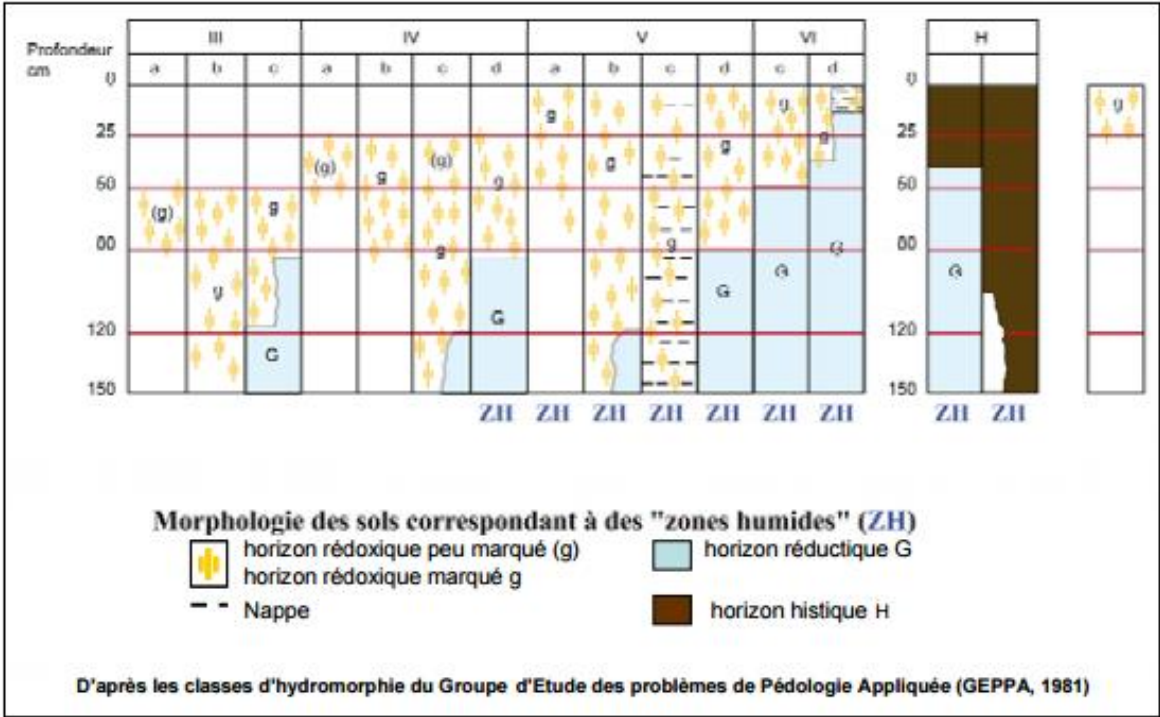 III IV V VI H
Profondeur
cm
a b c a b c d a b c d c d
0 0
g g g
25 25
g
(g) (g) g g g g
50 60
(g) g
80 80
g g G G
g G G
G
120 120
G
150 150
ZH ZH ZH ZH ZH ZH ZH ZH
Morphologie des sols correspondant à des "zones humides" (ZH)
horizon rédoxique peu marqué (g) horizon réductique G
horizon rédoxique marqué g
Nappe horizon histique H
D'après les classes d'hydromorphie du Groupe d'Etude des problèmes de Pédologie Appliquée (GEPPA, 1981)